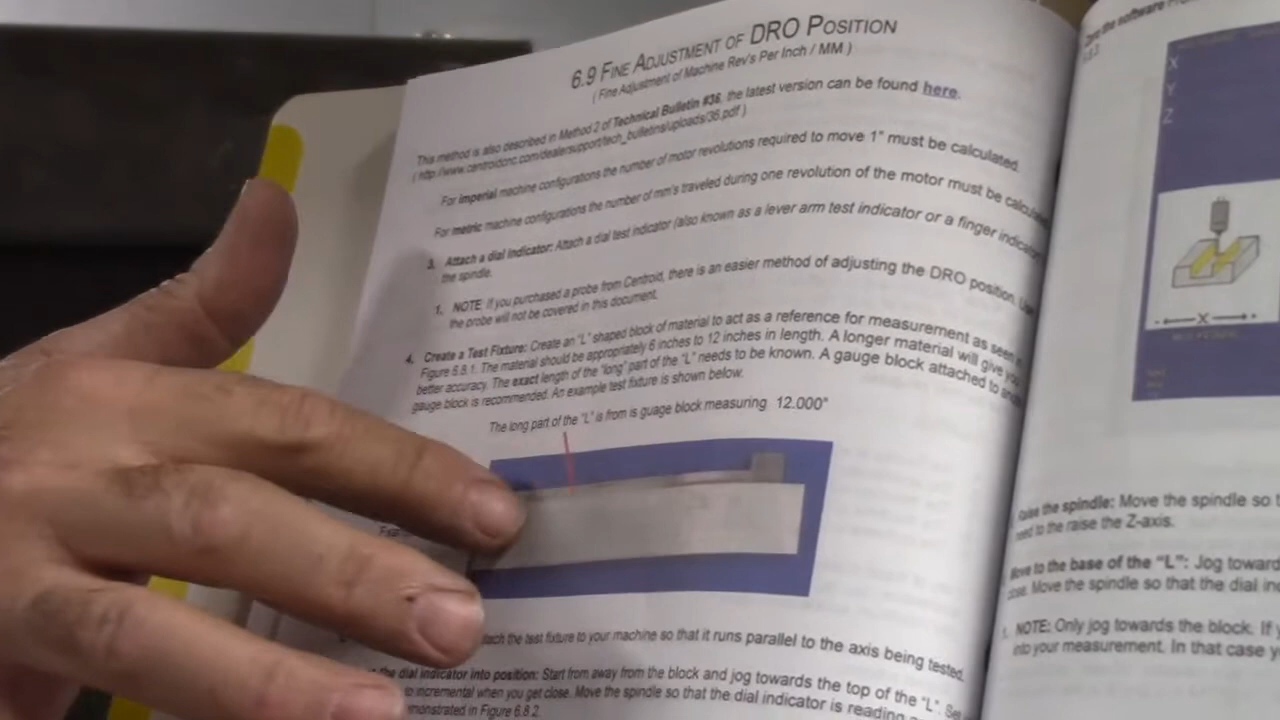 6.9 FINE ADJUSTMENT OF DRO POSITION
( Fine Adjustment of Machine Rev's Per Inch / MM )
This method is also described in Method 2 of Technical Bulletin #36, the latest version can be found here.
( http://www.centroidcnc.com/dealersupport/tech_bulletins/uploads/36.pdf )
For imperial machine configurations the number of motor revolutions required to move 1" must be calculated.
For metric machine configurations the number of mm's traveled during one revolution of the motor must be
3. Attach a dial indicator: Attach a dial test indicator (also known as a lever arm test indicator or a finger
the spindle.
1. NOTE If you purchased a probe from Centroid, there is an easier method of adjusting the DRO position.
the probe will not be covered in this document.
4. Create a Test Fixture: Create an "L" shaped block of material to act as a reference for measurement as seen
Figure 6.8.1. The material should be appropriately 6 inches to 12 inches in length. A longer material will give
better accuracy. The exact length of the "long" part of the "L" needs to be known. A gauge block attached to
gauge block is recommended. An example test fixture is shown below.
The long part of the "L" is from is guage block measuring 12.000"
the test fixture to your machine so that it runs parallel to the axis being tested.
the dial indicator into position: Start from away from the block and jog towards the top of the "L".
to incremental when you get close. Move the spindle so that the dial indicator is reading
6.8.2
the software
X
Y
Z
X
the spindle: Move the spindle so
to the raise the Z-axis.
to the base of the "L": Jog
Move the spindle so that the dial
NOTE: Only jog towards the block.
into your measurement. In that case